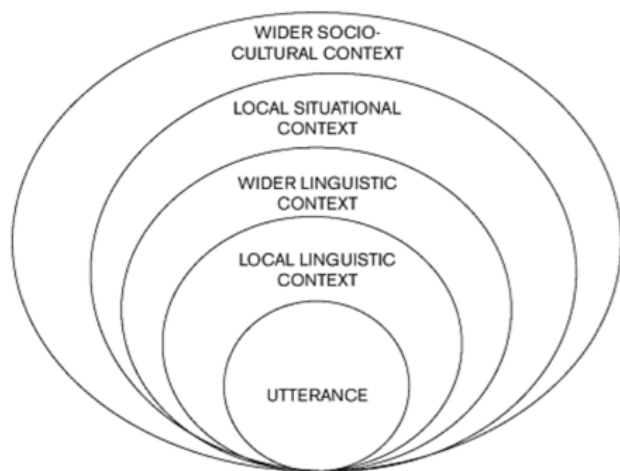 WIDER SOCIO-
CULTURAL CONTEXT
LOCAL SITUATIONAL
CONTEXT
WIDER LINGUISTIC
CONTEXT
LOCAL LINGUISTIC
CONTEXT
UTTERANCE